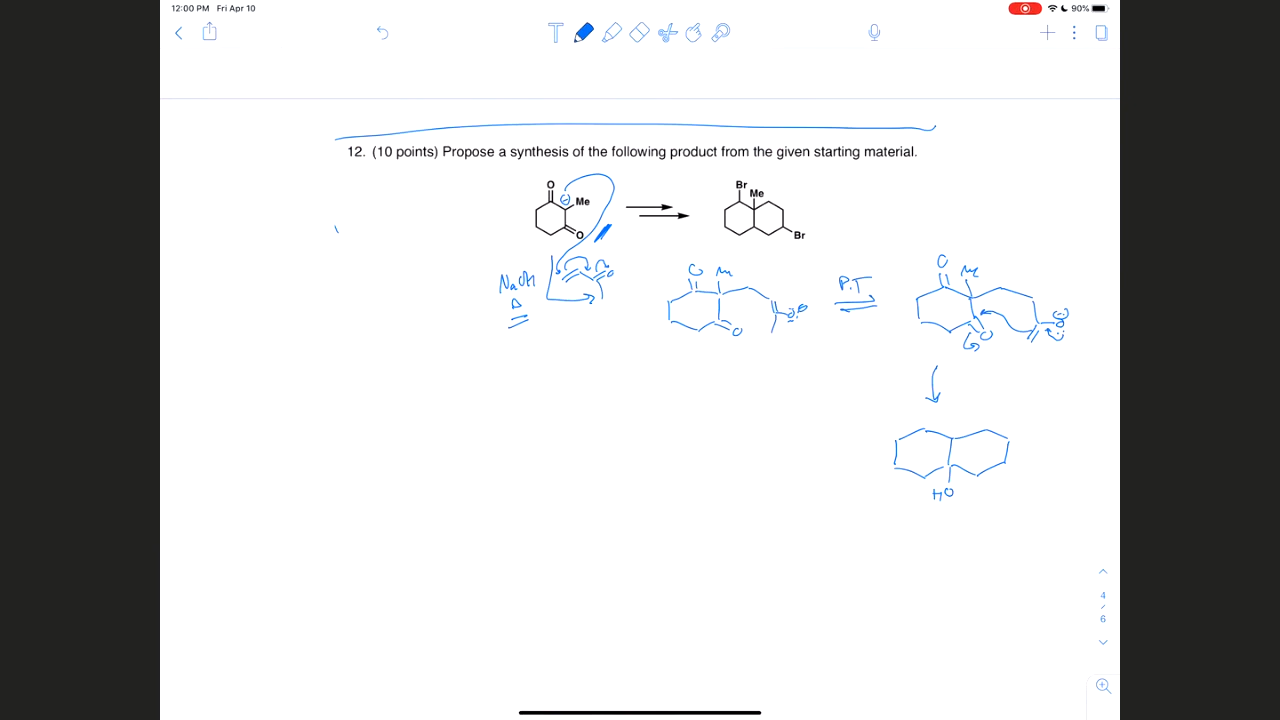 12:00 PM Fri Apr 10
90%
T
12. (10 points) Propose a synthesis of the following product from the given starting material.
O
Me
O
Br
Me
Br
NaOH
Δ
O
O
Me
O
O
P.T
O
Me
O
O
HO
4
/
6